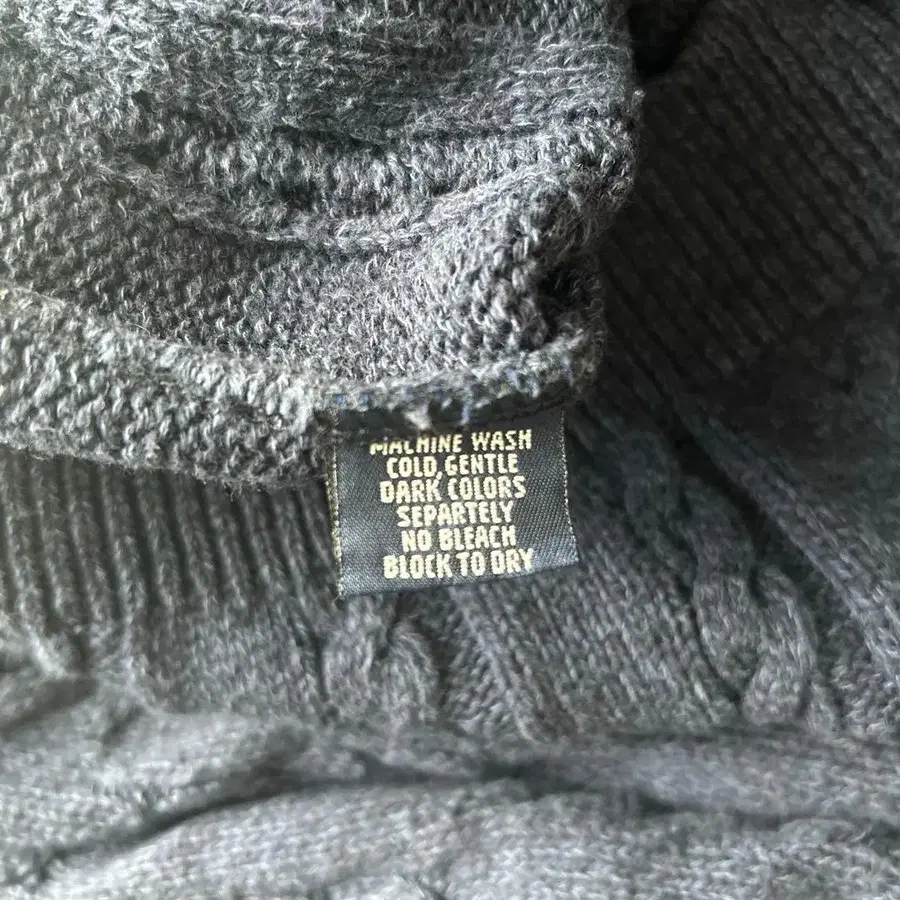 MACHINE WASH
COLD, GENTLE
DARK COLORS
SEPARTELY
NO BLEACH
BLOCK TO DRY